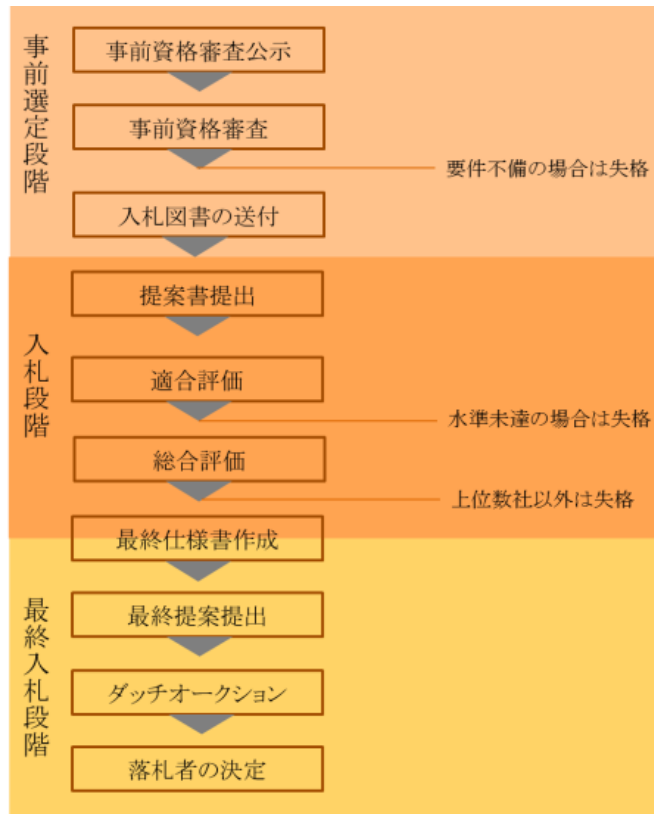 事前選定段階
事前資格審査公示
事前資格審査
要件不備の場合は失格
入札図書の送付
入札段階
提案書提出
適合評価
水準未達の場合は失格
総合評価
上位数社以外は失格
最終入札段階
最終仕様書作成
最終提案提出
ダッチオークション
落札者の決定